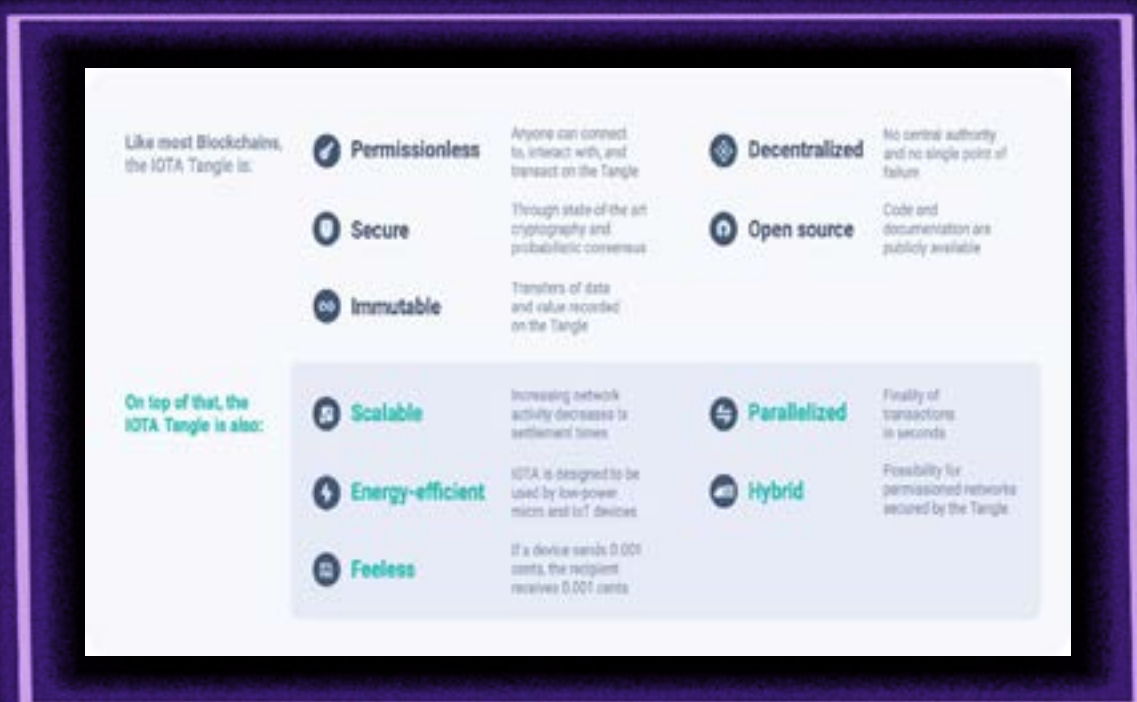 Like most Blockchains,
the IOTA Tangle is:
Permissionless
Anyone can connect
to, interact with, and
transact on the Tangle
Decentralized
No central authority
and no single point of
failure
Secure
Through state-of-the art
cryptography and
probabilistic consensus
Open source
Code and
documentation are
publicly available
Immutable
Transfers of data
and value recorded
on the Tangle
On top of that, the
IOTA Tangle is also:
Scalable
Increasing network
activity decreases
settlement times
Parallelized
Finality of
transactions
in seconds
Energy-efficient
IOTA is designed to be
used by low-power
micro and IoT devices
Hybrid
Possibility for
permissioned networks
secured by the Tangle
Feeless
If a device sends 0.001
cents, the recipient
receives 0.001 cents